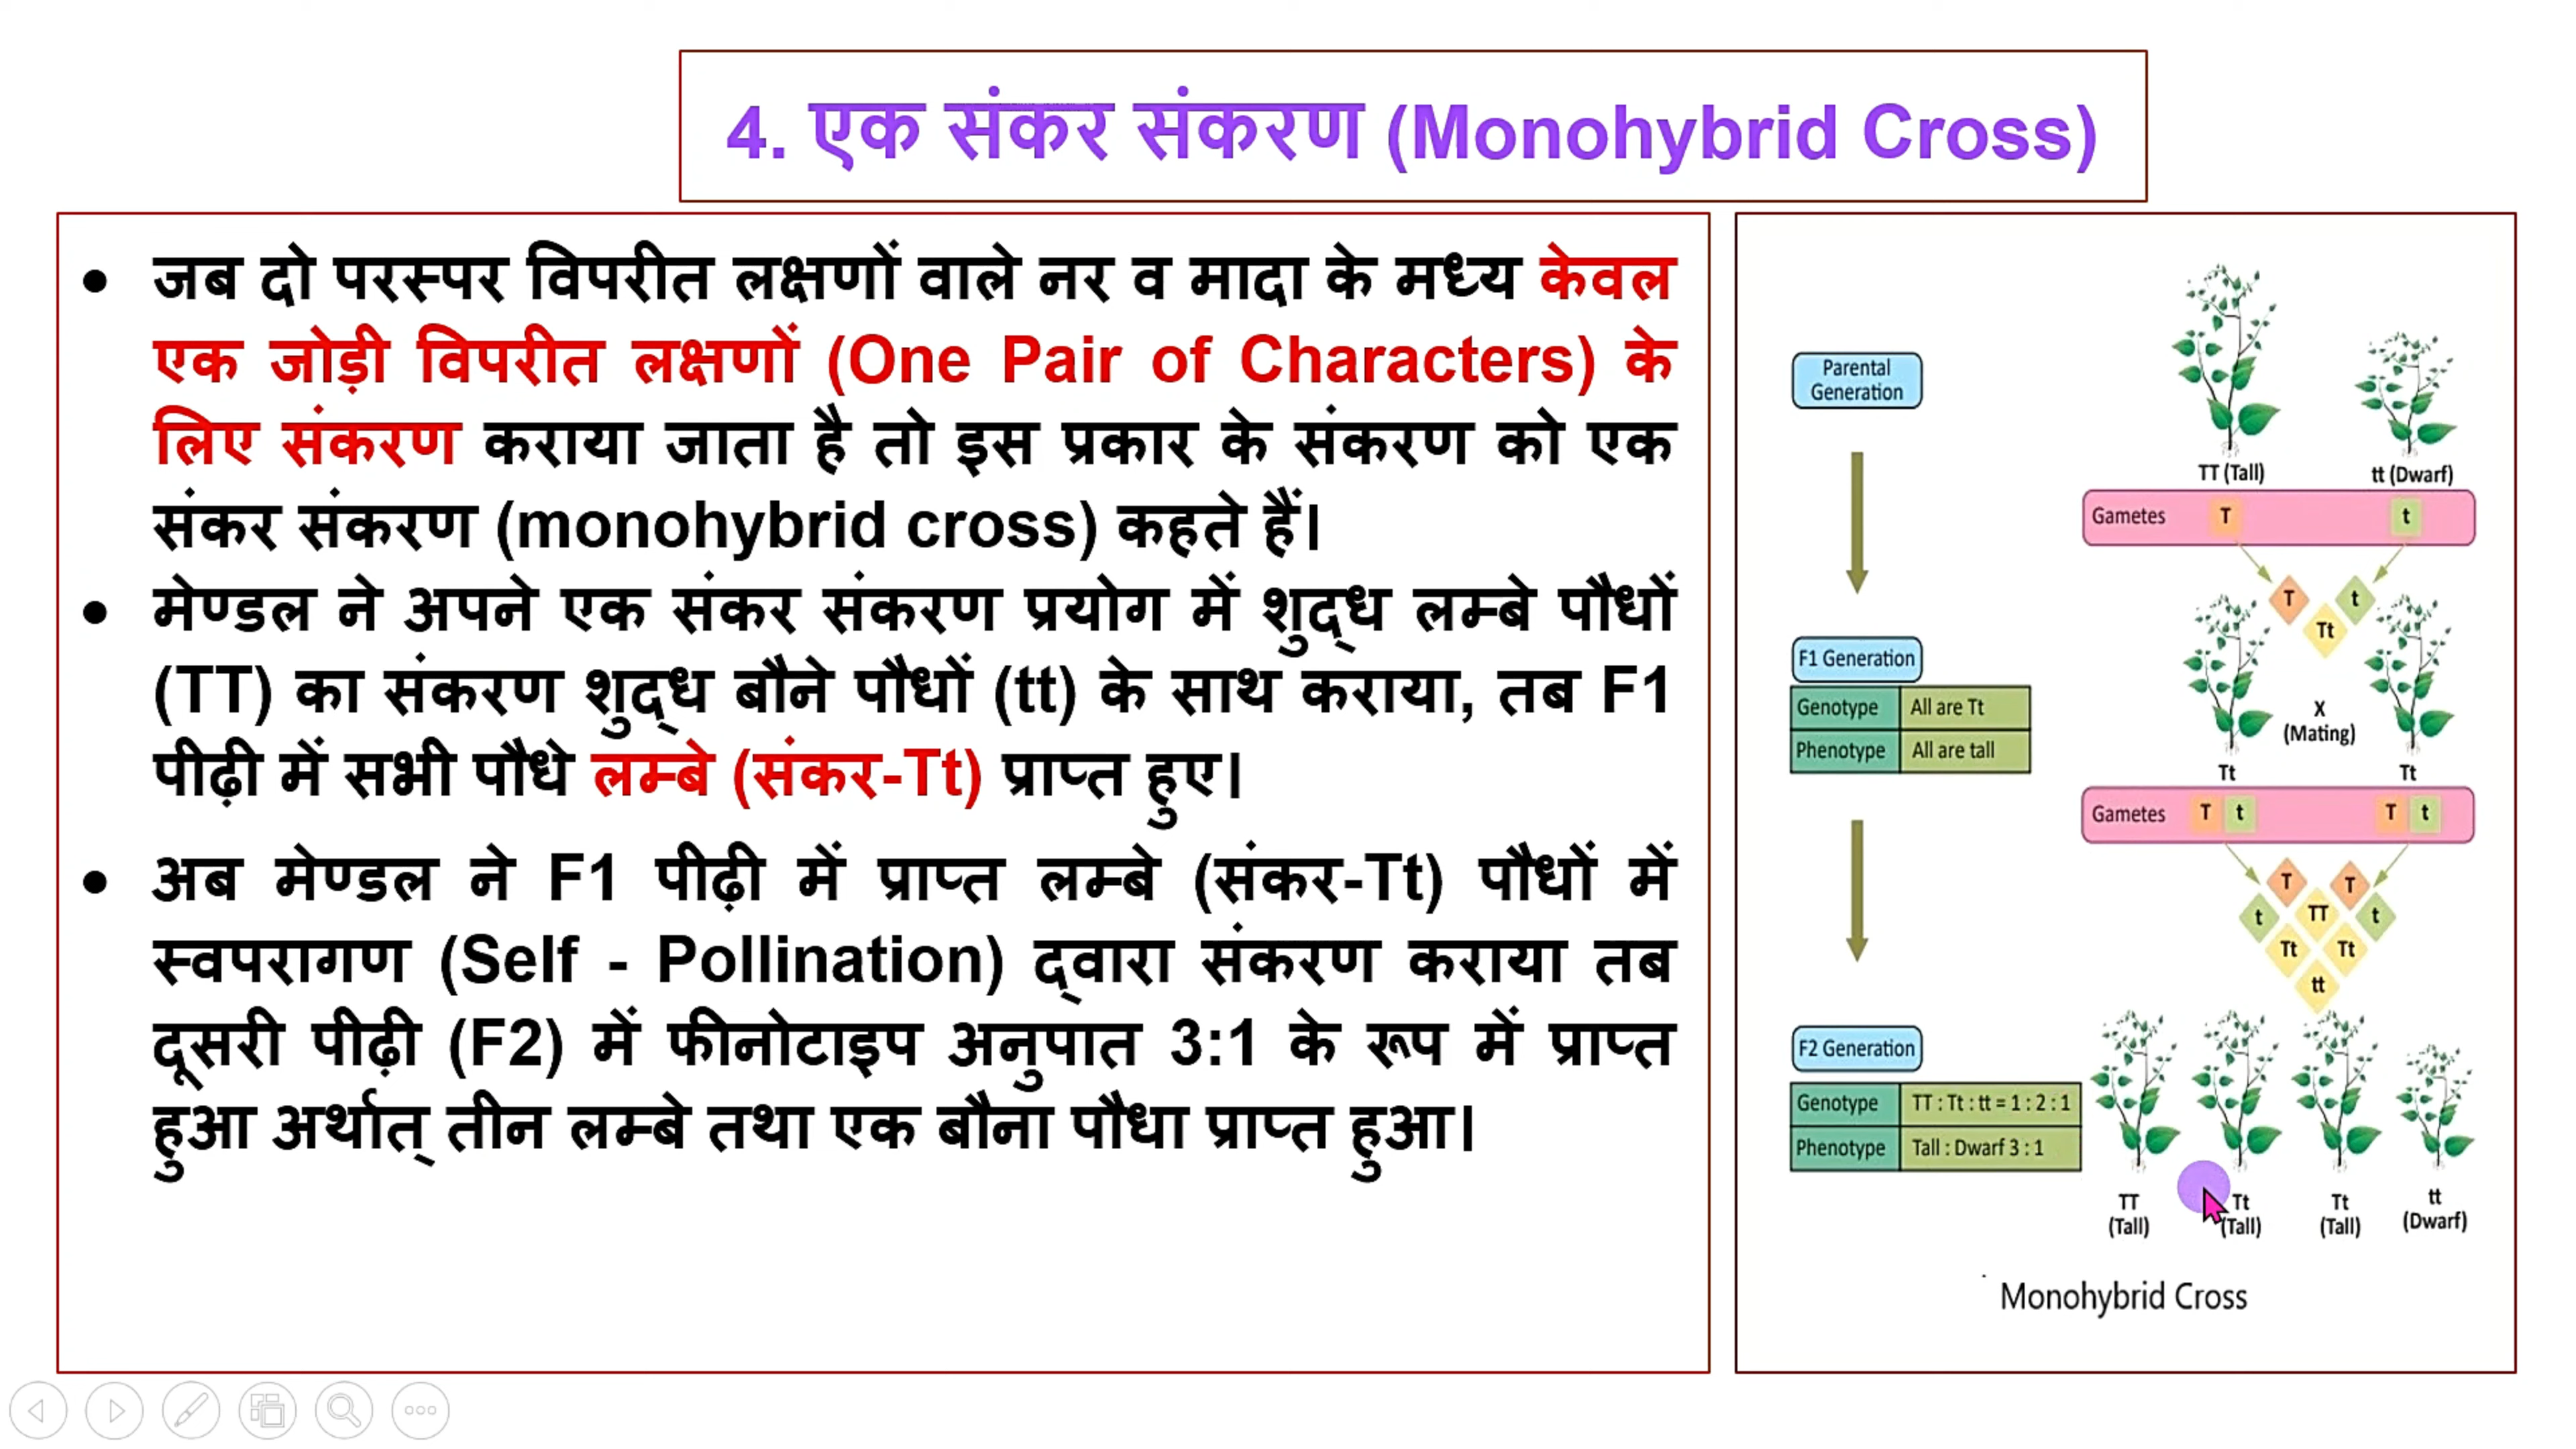 4. एक संकर संकरण (Monohybrid Cross)
• जब दो परस्पर विपरीत लक्षणों वाले नर व मादा के मध्य केवल
एक जोड़ी विपरीत लक्षणों (One Pair of Characters) के
लिए संकरण कराया जाता है तो इस प्रकार के संकरण को एक
संकर संकरण (monohybrid cross) कहते हैं।
• मेण्डल ने अपने एक संकर संकरण प्रयोग में शुद्ध लम्बे पौधों
(TT) का संकरण शुद्ध बौने पौधों (tt) के साथ कराया, तब F1
पीढ़ी में सभी पौधे लम्बे (संकर-Tt) प्राप्त हुए।
• अब मेण्डल ने F1 पीढ़ी में प्राप्त लम्बे (संकर-Tt) पौधों में
स्वपरागण (Self - Pollination) द्वारा संकरण कराया तब
दूसरी पीढ़ी (F2) में फीनोटाइप अनुपात 3:1 के रूप में प्राप्त
हुआ अर्थात् तीन लम्बे तथा एक बौना पौधा प्राप्त हुआ।
Parental
Generation
TT (Tall) tt (Dwarf)
Gametes T t
T t
Tt
F1 Generation
Genotype All are Tt
Phenotype All are tall
X
(Mating)
Tt Tt
Gametes T t T t
T T
t TT t
Tt Tt
tt
F2 Generation
Genotype TT : Tt : tt = 1 : 2 : 1
Phenotype Tall : Dwarf 3 : 1
TT Tt Tt tt
(Tall) (Tall) (Tall) (Dwarf)
Monohybrid Cross